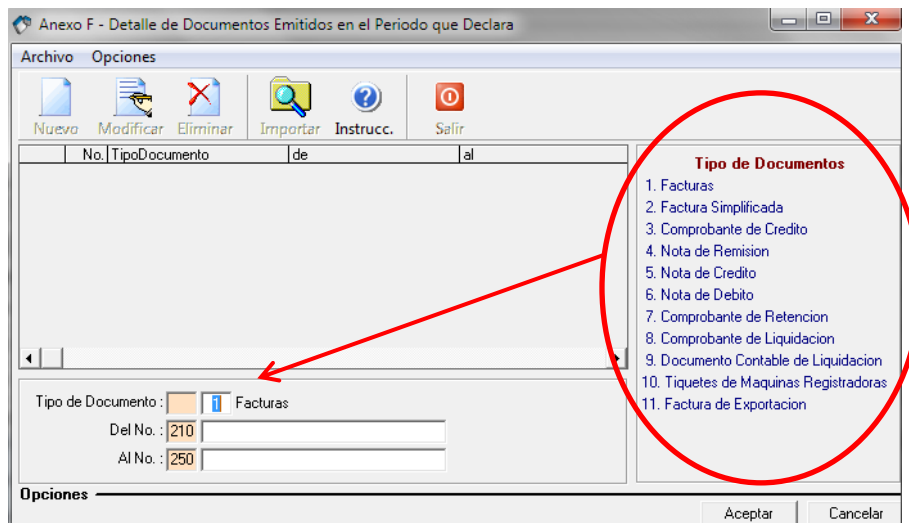 Anexo F - Detalle de Documentos Emitidos en el Periodo que Declara
Archivo Opciones
Nuevo Modificar Eliminar Importar Instrucc. Salir
No. TipoDocumento de al
Tipo de Documentos
1. Facturas
2. Factura Simplificada
3. Comprobante de Credito
4. Nota de Remision
5. Nota de Credito
6. Nota de Debito
7. Comprobante de Retencion
8. Comprobante de Liquidacion
9. Documento Contable de Liquidacion
10. Tiquetes de Maquinas Registradoras
11. Factura de Exportacion
Tipo de Documento : 1 Facturas
Del No. : 210
Al No. : 250
Opciones
Aceptar Cancelar